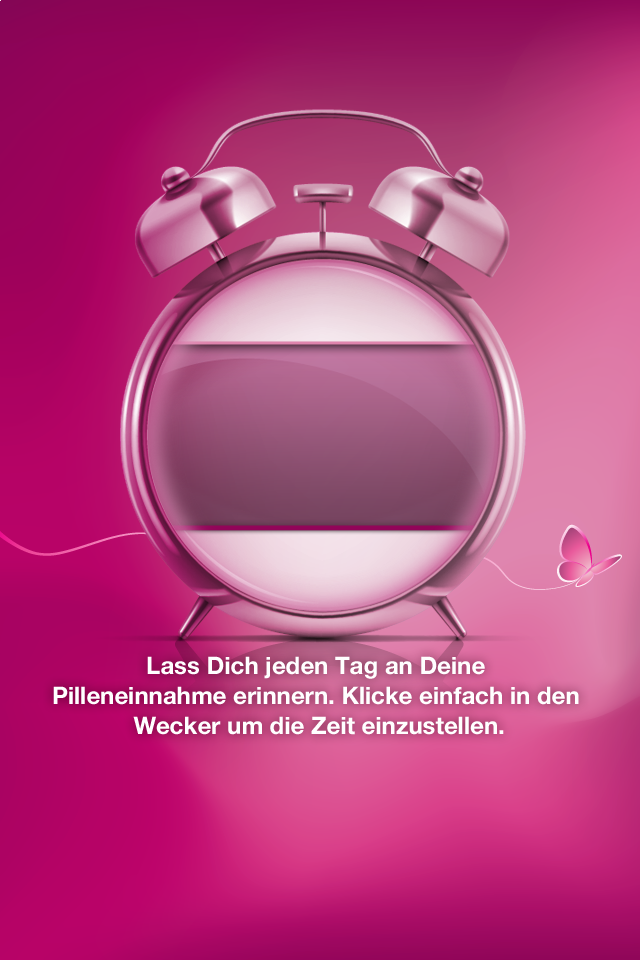 Lass Dich jeden Tag an Deine
Pilleneinnahme erinnern. Klicke einfach in den
Wecker um die Zeit einzustellen.